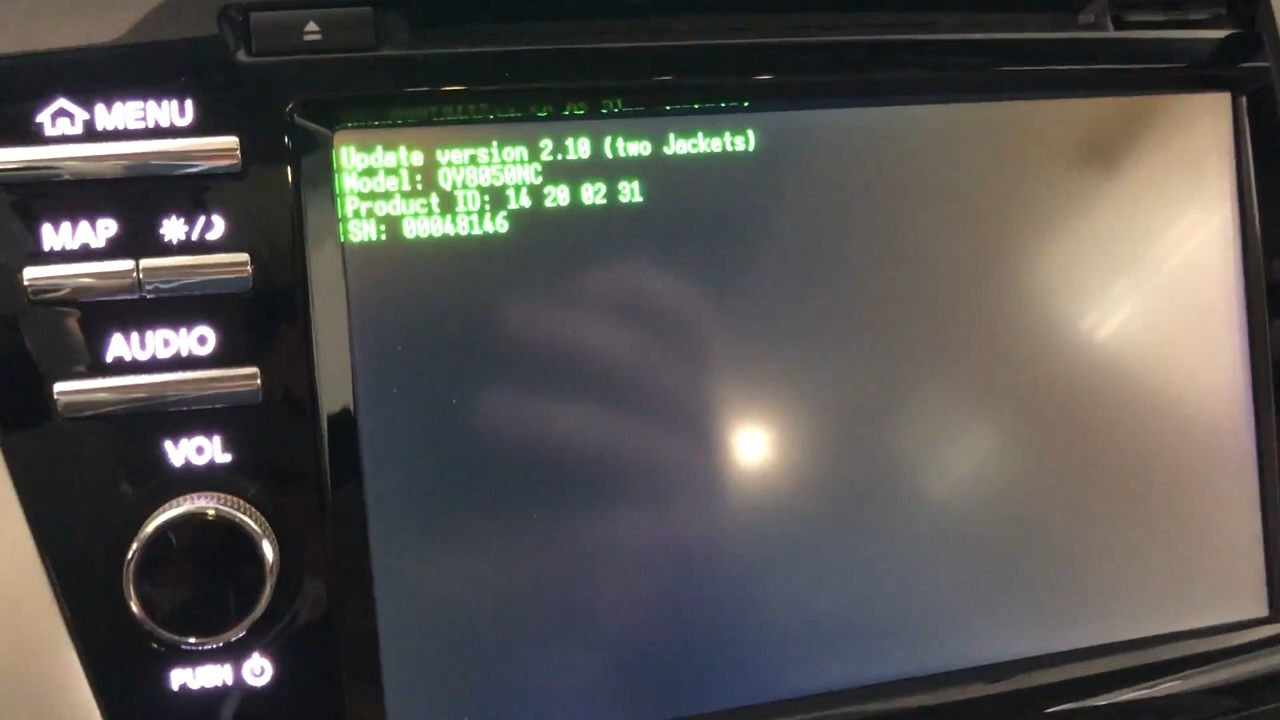 MENU
MAP
AUDIO
VOL
PUSH
Update version 2.10 (two Jackets)
Model: QY8050NC
Product ID: 14 20 02 31
SN: 00048146